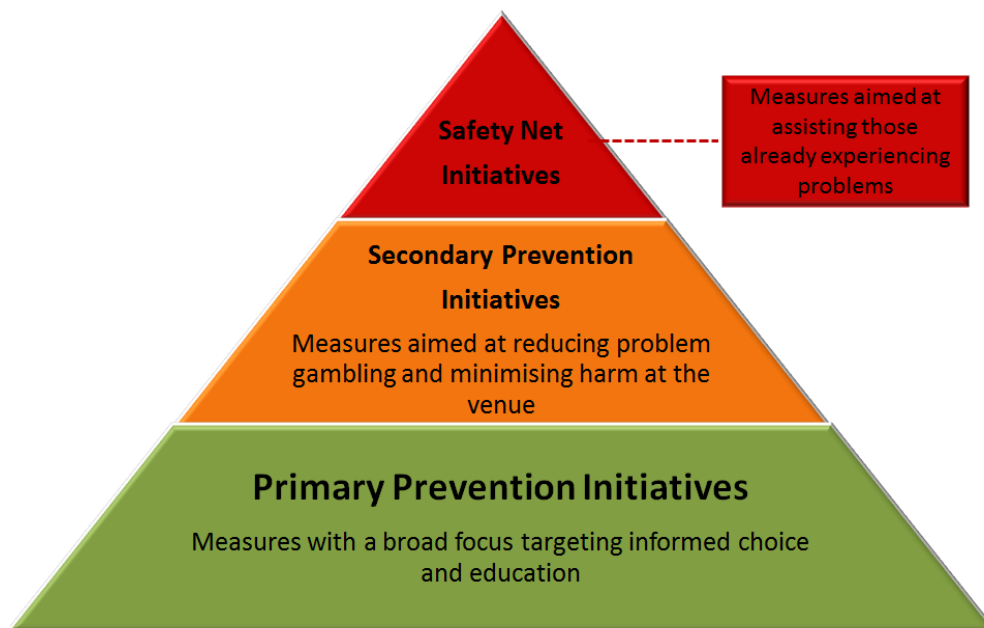 Safety Net
Initiatives
Measures aimed at
assisting those
already experiencing
problems
Secondary Prevention
Initiatives
Measures aimed at reducing problem
gambling and minimising harm at the
venue
Primary Prevention Initiatives
Measures with a broad focus targeting informed choice
and education